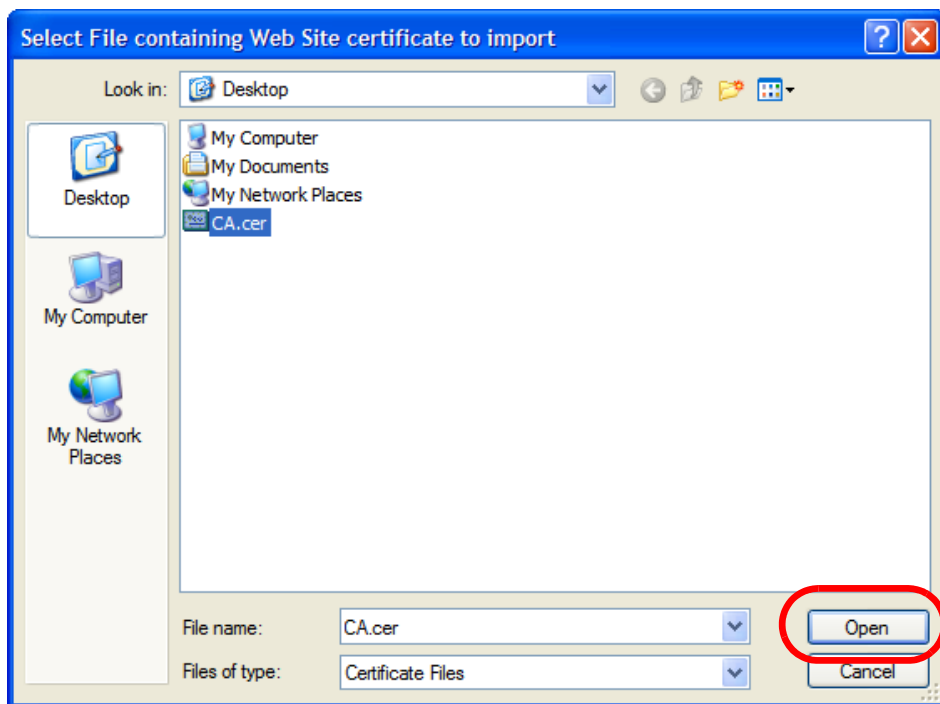 Select File containing Web Site certificate to import
Look in: Desktop
Desktop
My Computer
My Network Places
My Computer
My Documents
My Network Places
CA.cer
File name: CA.cer Open
Files of type: Certificate Files Cancel